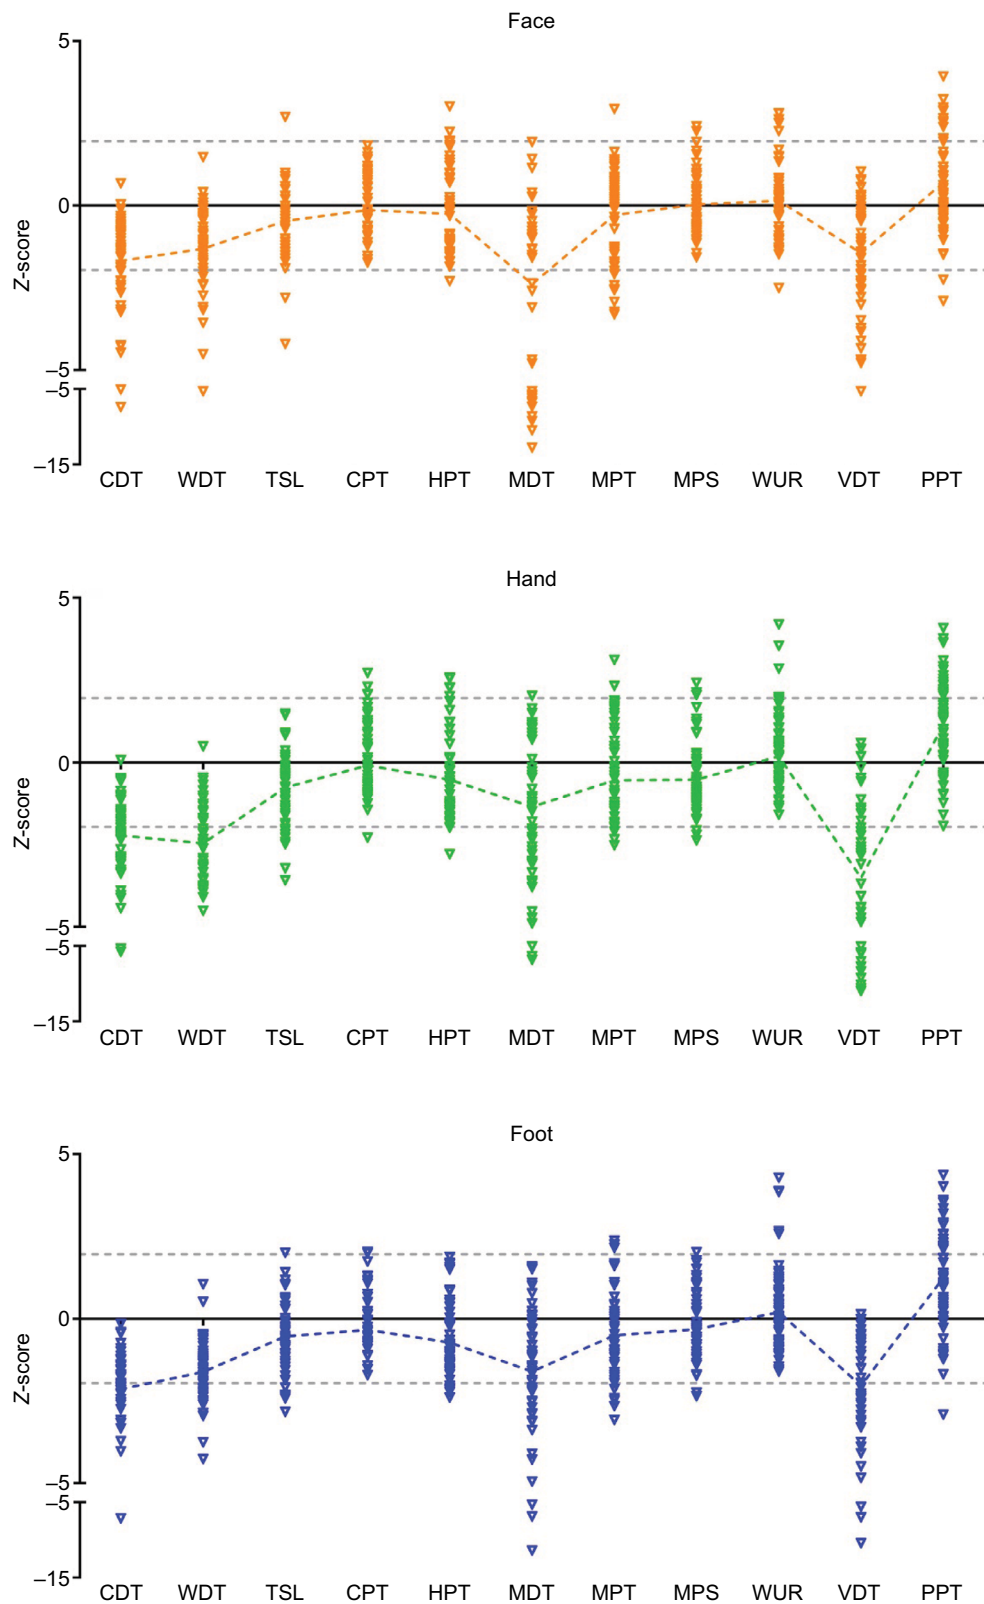 Face
5
0
–5
–5
–15
Z-score
CDT WDT TSL CPT HPT MDT MPT MPS WUR VDT PPT
Hand
5
0
–5
–5
–15
Z-score
CDT WDT TSL CPT HPT MDT MPT MPS WUR VDT PPT
Foot
5
0
–5
–5
–15
Z-score
CDT WDT TSL CPT HPT MDT MPT MPS WUR VDT PPT